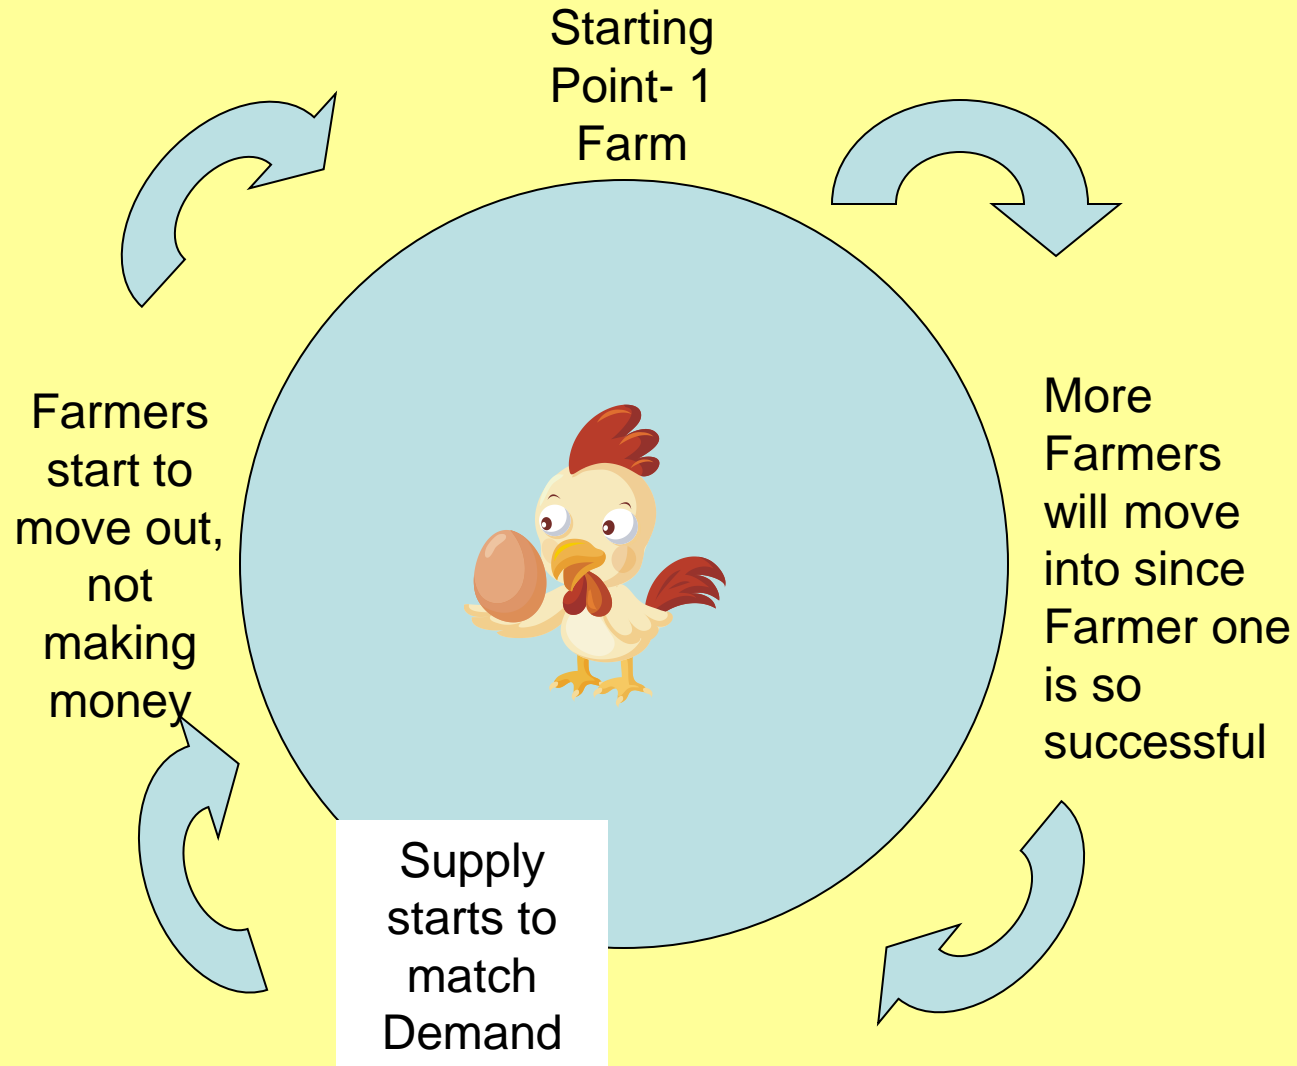 Starting
Point- 1
Farm
More
Farmers
will move
into since
Farmer one
is so
successful
Supply
starts to
match
Demand
Farmers
start to
move out,
not
making
money